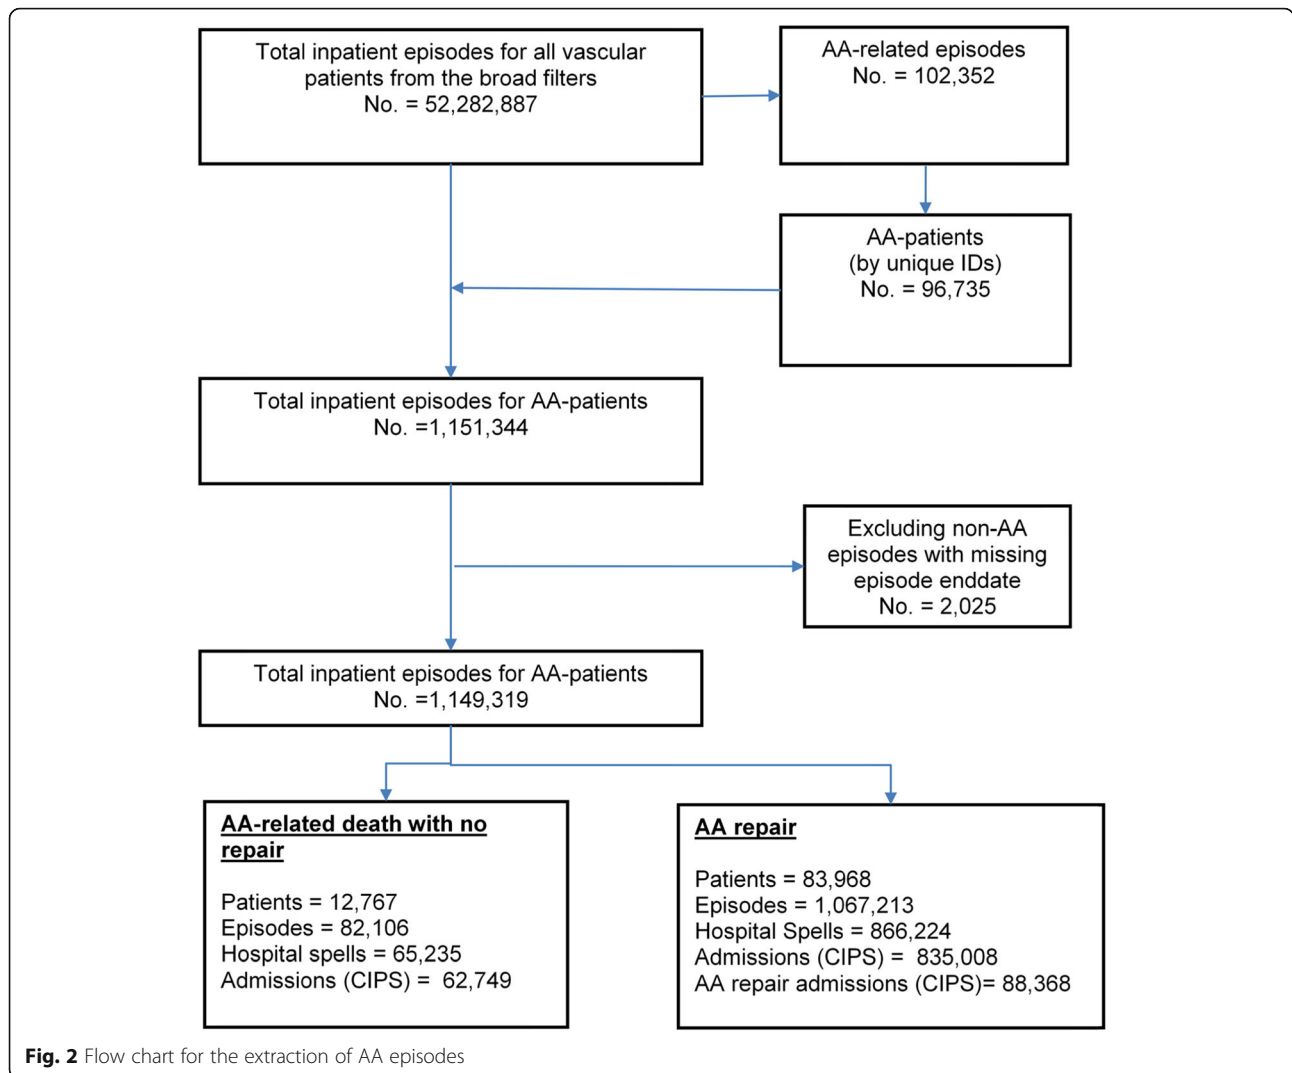 Total inpatient episodes for all vascular
patients from the broad filters
No. = 52,282,887
AA-related episodes
No. = 102,352
AA-patients
(by unique IDs)
No. = 96,735
Total inpatient episodes for AA-patients
No. =1,151,344
Excluding non-AA
episodes with missing
episode enddate
No. = 2,025
Total inpatient episodes for AA-patients
No. =1,149,319
AA-related death with no
repair
Patients = 12,767
Episodes = 82,106
Hospital spells = 65,235
Admissions (CIPS) = 62,749
AA repair
Patients = 83,968
Episodes = 1,067,213
Hospital Spells = 866,224
Admissions (CIPS) = 835,008
AA repair admissions (CIPS)= 88,368
Fig. 2 Flow chart for the extraction of AA episodes